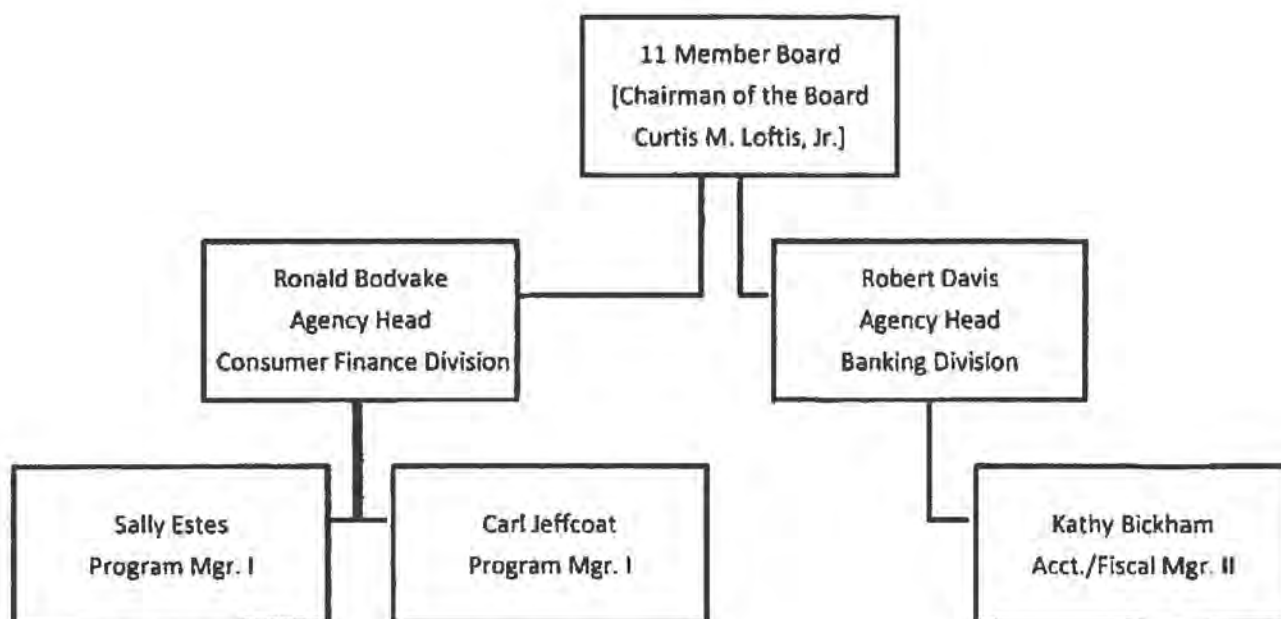 11 Member Board
[Chairman of the Board
Curtis M. Loftis, Jr.]
Ronald Bodvake
Agency Head
Consumer Finance Division
Robert Davis
Agency Head
Banking Division
Sally Estes
Program Mgr. I
Carl Jeffcoat
Program Mgr. I
Kathy Bickham
Acct./Fiscal Mgr. II